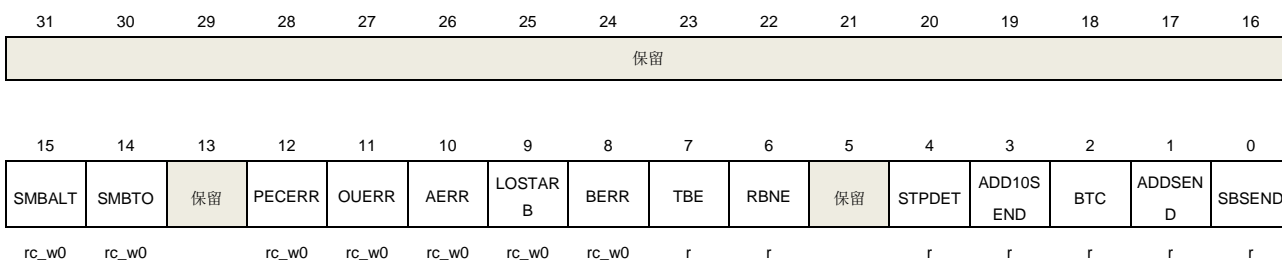 31 30 29 28 27 26 25 24 23 22 21 20 19 18 17 16
保留
15 14 13 12 11 10 9 8 7 6 5 4 3 2 1 0
SMBALT SMBTO 保留 PECERR OUERR AERR LOSTAR B BERR TBE RBNE 保留 STPDET ADD10S END BTC ADDSEN D SBSEND
rc_w0 rc_w0 rc_w0 rc_w0 rc_w0 rc_w0 rc_w0 r r r r r r r